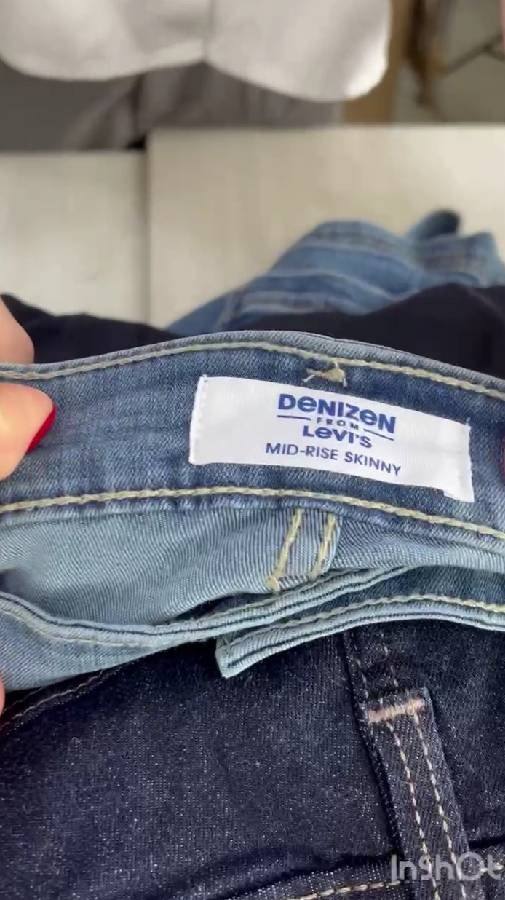 DeNiZeN
FROM
Levi's
MID-RISE SKINNY
InShOt